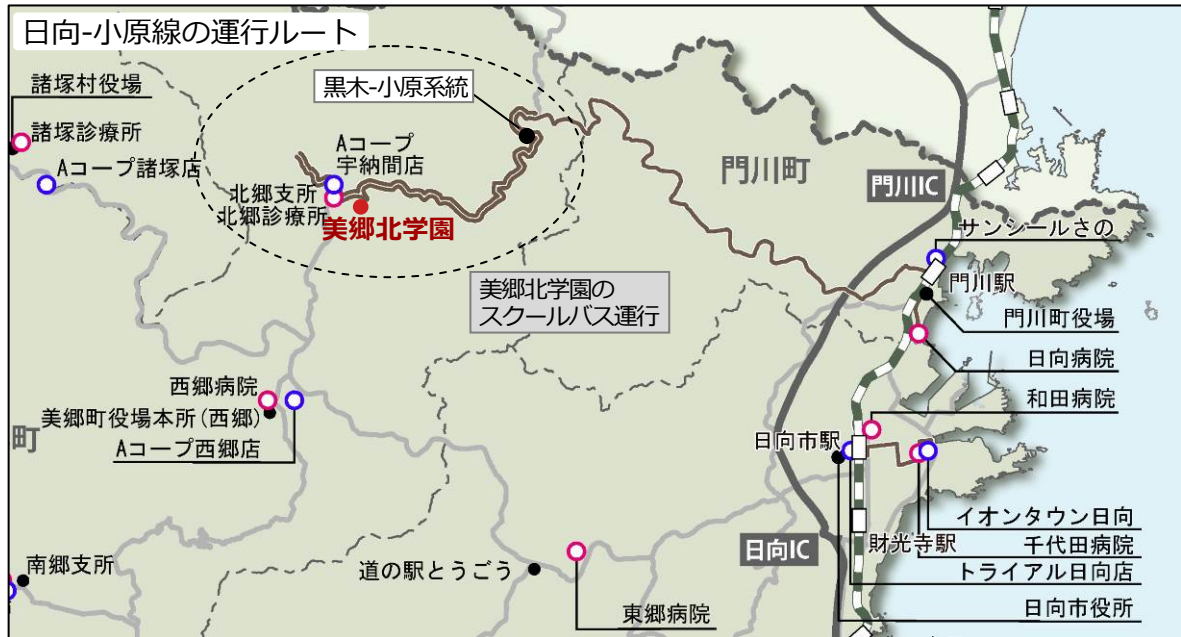 日向-小原線の運行ルート
諸塚村役場
諸塚診療所
Aコープ諸塚店
黒木-小原系統
Aコープ
宇納間店
北郷支所
北郷診療所
美郷北学園
美郷北学園の
スクールバス運行
門川町
門川IC
サンシールさの
門川駅
門川町役場
日向病院
和田病院
西郷病院
美郷町役場本所(西郷)
町
Aコープ西郷店
日向市駅
イオンタウン日向
財光寺駅
千代田病院
トライアル日向店
日向市役所
日向IC
南郷支所
道の駅とうごう
東郷病院